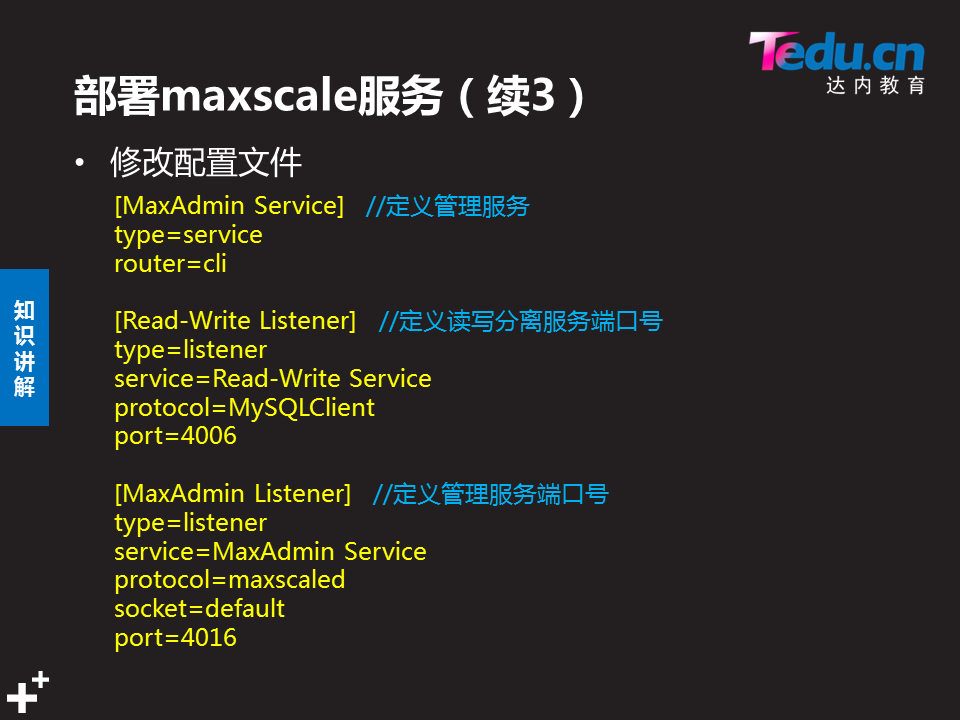 Tedu.cn
达内教育
部署maxscale服务（续3）
• 修改配置文件
[MaxAdmin Service] //定义管理服务
type=service
router=cli
[Read-Write Listener] //定义读写分离服务端口号
type=listener
service=Read-Write Service
protocol=MySQLClient
port=4006
[MaxAdmin Listener] //定义管理服务端口号
type=listener
service=MaxAdmin Service
protocol=maxscaled
socket=default
port=4016
知识讲解